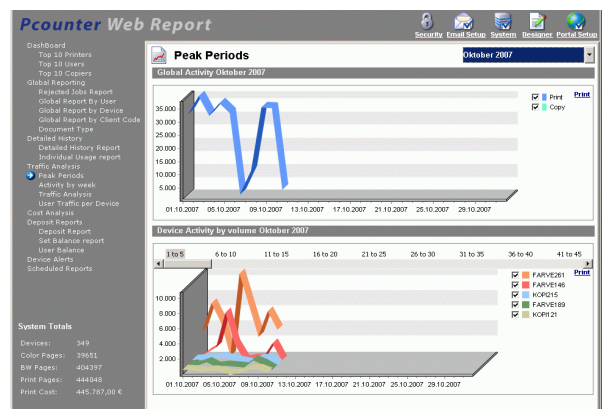 Pcounter Web Report
Security Email Setup System Designer Portal Setup
DashBoard
Top 10 Printers
Top 10 Users
Top 10 Copiers
Global Reporting
Rejected Jobs Report
Global Report By User
Global Report by Device
Global Report by Client Code
Document Type
Detailed History
Detailed History Report
Individual Usage report
Traffic Analysis
Peak Periods
Activity by week
Traffic Analysis
User Traffic per Device
Cost Analysis
Deposit Reports
Deposit Report
Set Balance report
User Balance
Device Alerts
Scheduled Reports
System Totals
Devices: 349
Color Pages: 39651
BW Pages: 404397
Print Pages: 444048
Print Cost: 445.787,00 €
Peak Periods
Oktober 2007
Global Activity Oktober 2007
35.000
30.000
25.000
20.000
15.000
10.000
5.000
01.10.2007 05.10.2007 09.10.2007 13.10.2007 17.10.2007 21.10.2007 25.10.2007 29.10.2007
Print
Copy
Print
Device Activity by volume Oktober 2007
1 to 5 6 to 10 11 to 15 16 to 20 21 to 25 26 to 30 31 to 35 36 to 40 41 to 45
10.000
8.000
6.000
4.000
2.000
01.10.2007 05.10.2007 09.10.2007 13.10.2007 17.10.2007 21.10.2007 25.10.2007 29.10.2007
FARVE261
FARVE146
KOPI215
FARVE189
KOPI121
Print